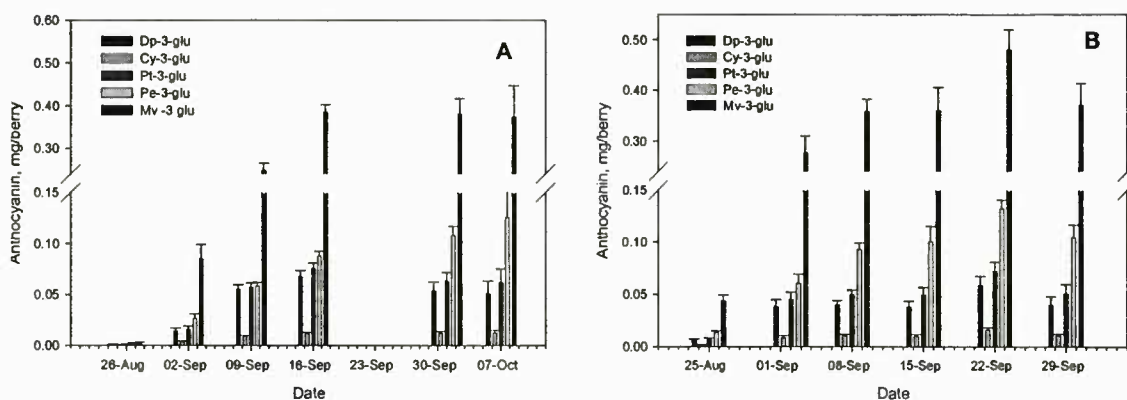 0.60
0.50
0.40
0.30
0.15
0.10
0.05
0.00
Anthocyanin, mg/berry
Dp-3-glu
Cy-3-glu
Pt-3-glu
Pe-3-glu
Mv -3 glu
A
26-Aug 02-Sep 09-Sep 16-Sep 23-Sep 30-Sep 07-Oct
Date
0.50
0.40
0.30
0.15
0.10
0.05
0.00
Anthocyanin, mg/berry
Dp-3-glu
Cy-3-glu
Pt-3-glu
Pe-3-glu
Mv-3-glu
B
25-Aug 01-Sep 08-Sep 15-Sep 22-Sep 29-Sep
Date